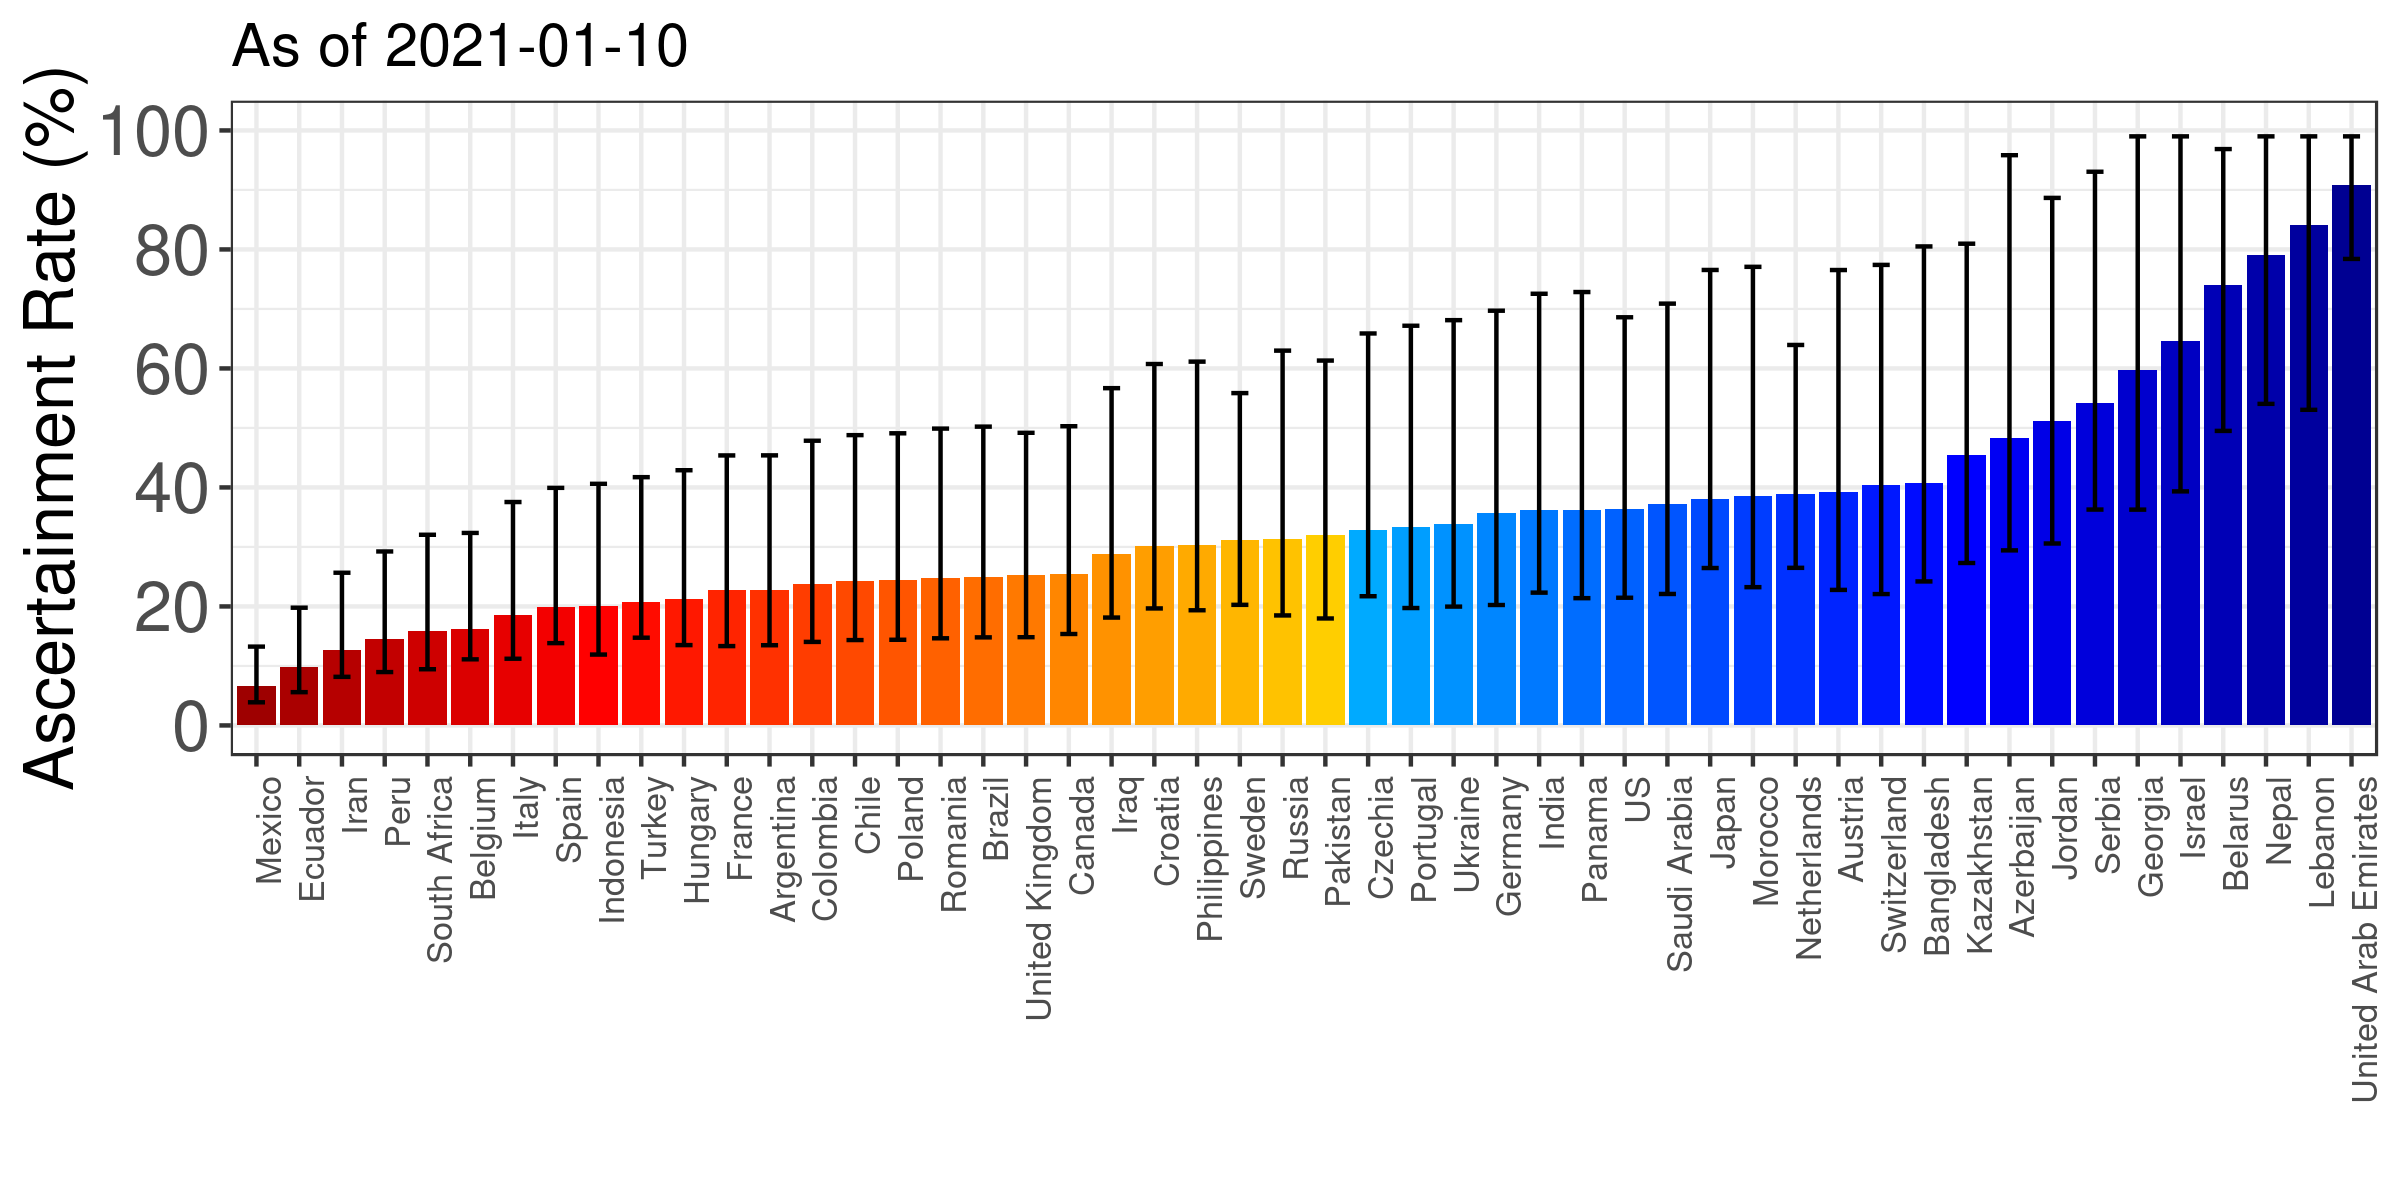 As of 2021-01-10
Ascertainment Rate (%)
100
80
60
40
20
0
Mexico
Ecuador
Iran
Peru
South Africa
Belgium
Italy
Spain
Indonesia
Turkey
Hungary
France
Argentina
Colombia
Chile
Poland
Romania
Brazil
United Kingdom
Canada
Iraq
Croatia
Philippines
Sweden
Russia
Pakistan
Czechia
Portugal
Ukraine
Germany
India
Panama
US
Saudi Arabia
Japan
Morocco
Netherlands
Austria
Switzerland
Bangladesh
Kazakhstan
Azerbaijan
Jordan
Serbia
Georgia
Israel
Belarus
Nepal
Lebanon
United Arab Emirates